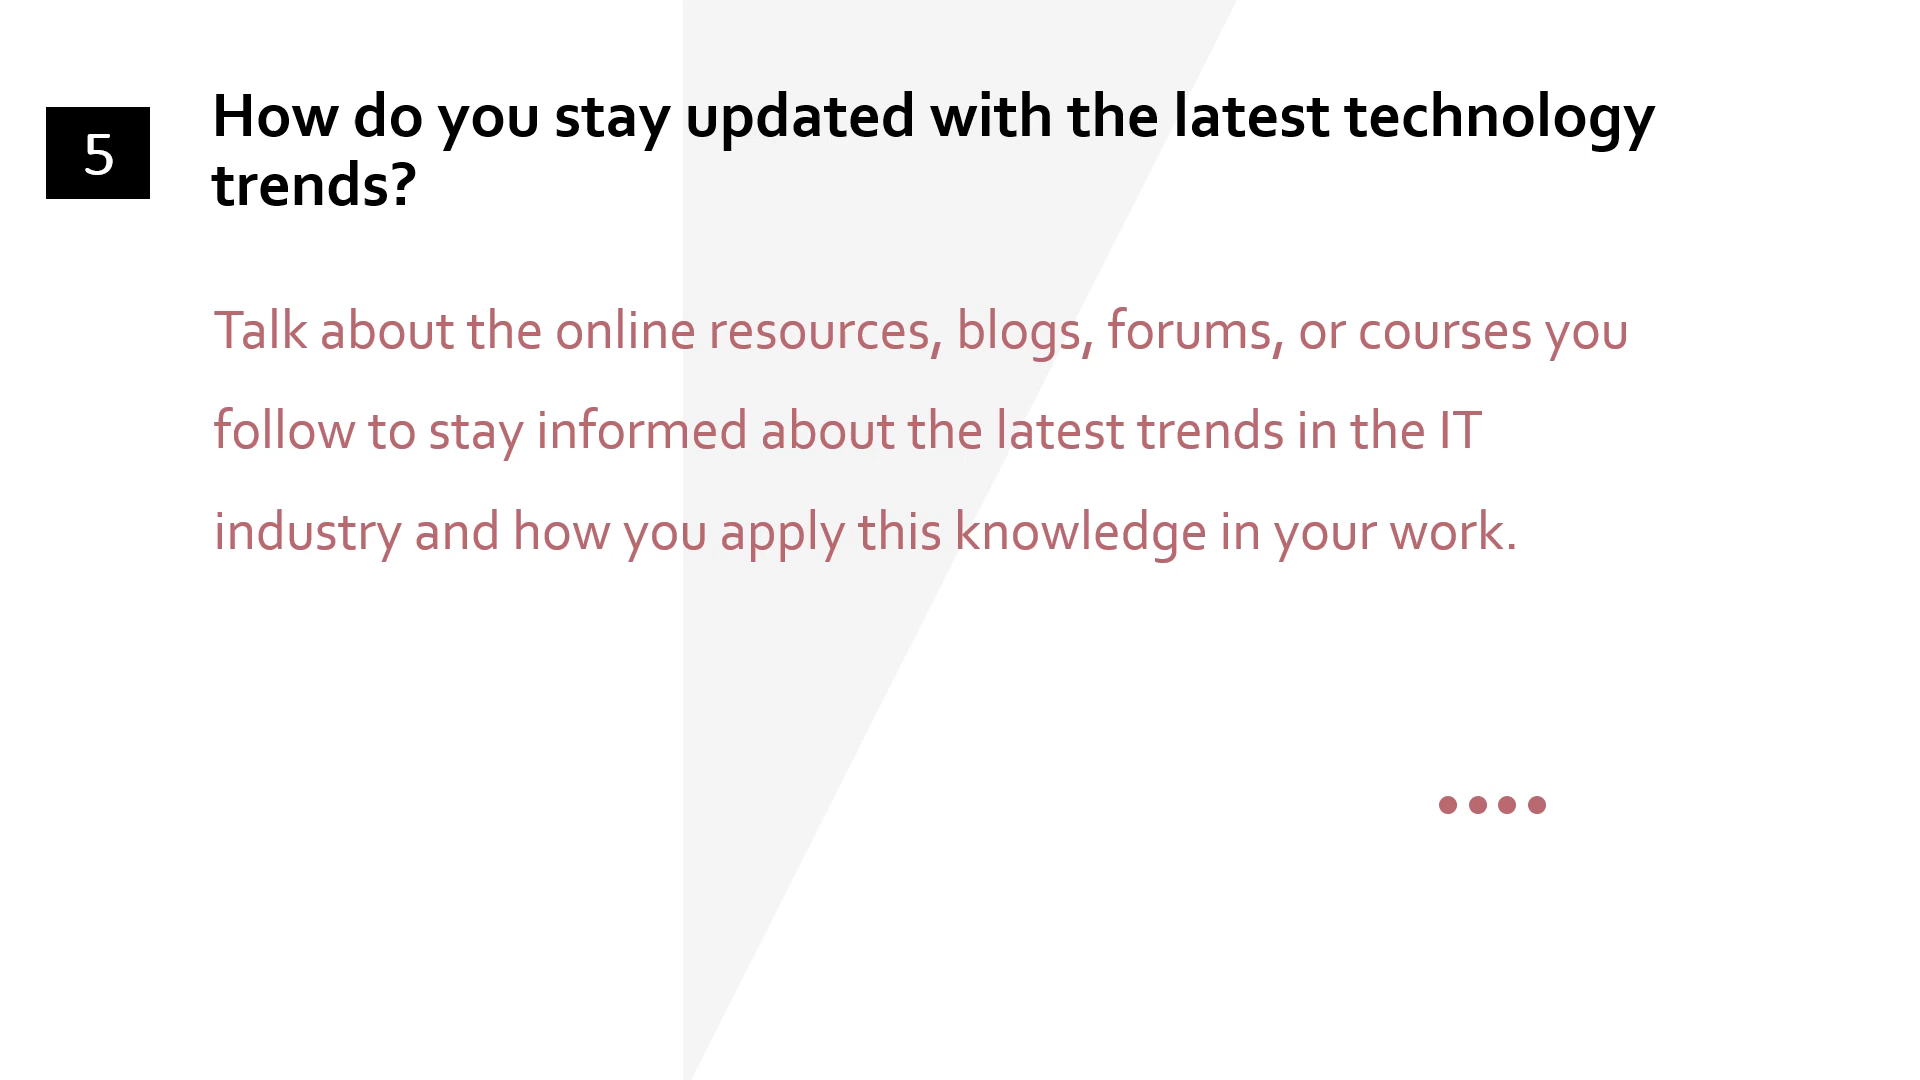 5
How do you stay updated with the latest technology
trends?
Talk about the online resources, blogs, forums, or courses you
follow to stay informed about the latest trends in the IT
industry and how you apply this knowledge in your work.